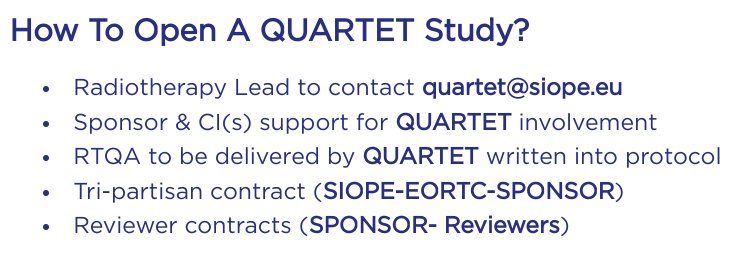 How To Open A QUARTET Study?
• Radiotherapy Lead to contact quartet@siope.eu
• Sponsor & CI(s) support for QUARTET involvement
• RTQA to be delivered by QUARTET written into protocol
• Tri-partisan contract (SIOPE-EORTC-SPONSOR)
• Reviewer contracts (SPONSOR- Reviewers)